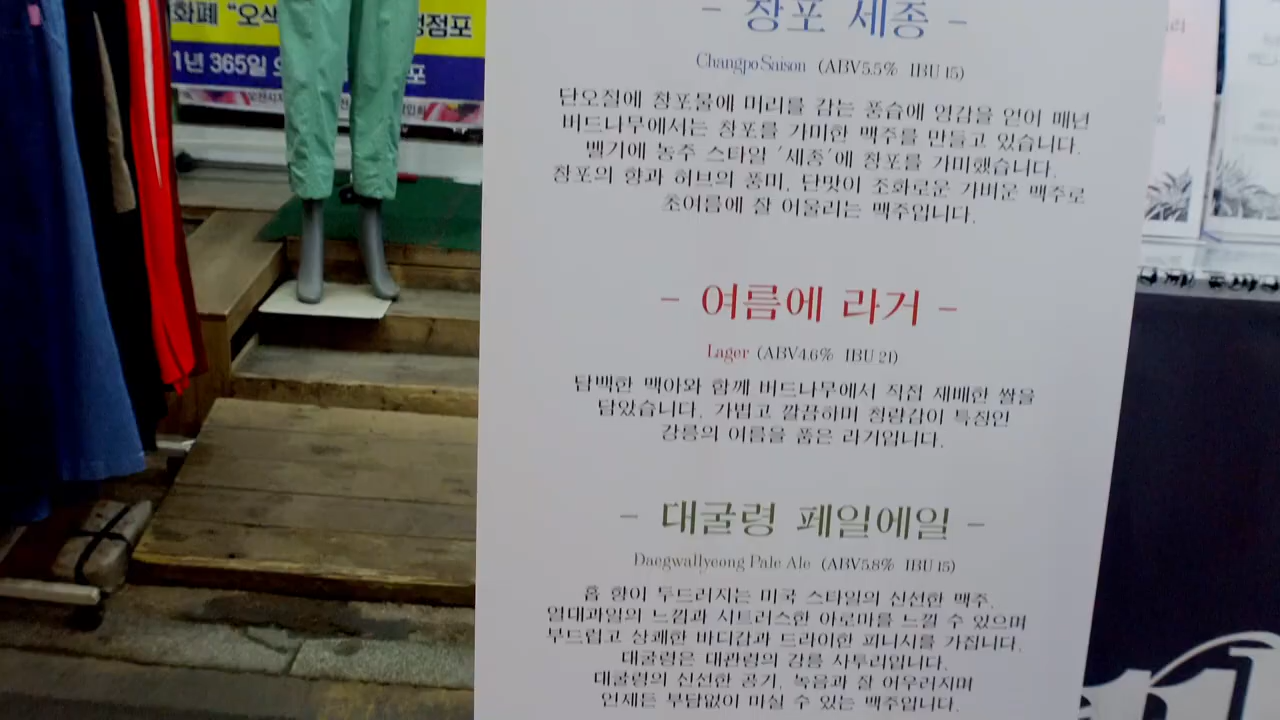 화폐 "오색
점포
1년 365일
포
- 창포 세종 -
Changpo Saison (ABV5.5% IBU 15)
단오절에 창포물에 머리를 감는 풍습에 영감을 얻어 매년
버드나무에서는 창포를 가미한 맥주를 만들고 있습니다.
벨기에 농주 스타일 '세종'에 창포를 가미했습니다.
창포의 향과 허브의 풍미, 단맛이 조화로운 가벼운 맥주로
초여름에 잘 어울리는 맥주입니다.
- 여름에 라거 -
Lager (ABV4.6% IBU 21)
담백한 맥아와 함께 버드나무에서 직접 재배한 쌀을
담았습니다. 가볍고 깔끔하며 청량감이 특징인
강릉의 여름을 품은 라거입니다.
- 대굴령 페일에일 -
Daegwallyeong Pale Ale (ABV5.8% IBU 15)
홉 향이 두드러지는 미국 스타일의 신선한 맥주.
열대과일의 느낌과 시트러스한 아로마를 느낄 수 있으며
부드럽고 상쾌한 바디감과 드라이한 피니시를 가집니다.
대굴령은 대관령의 강릉 사투리입니다.
대굴령의 신선한 공기, 녹음과 잘 어우러지며
언제든 부담없이 마실 수 있는 맥주입니다.